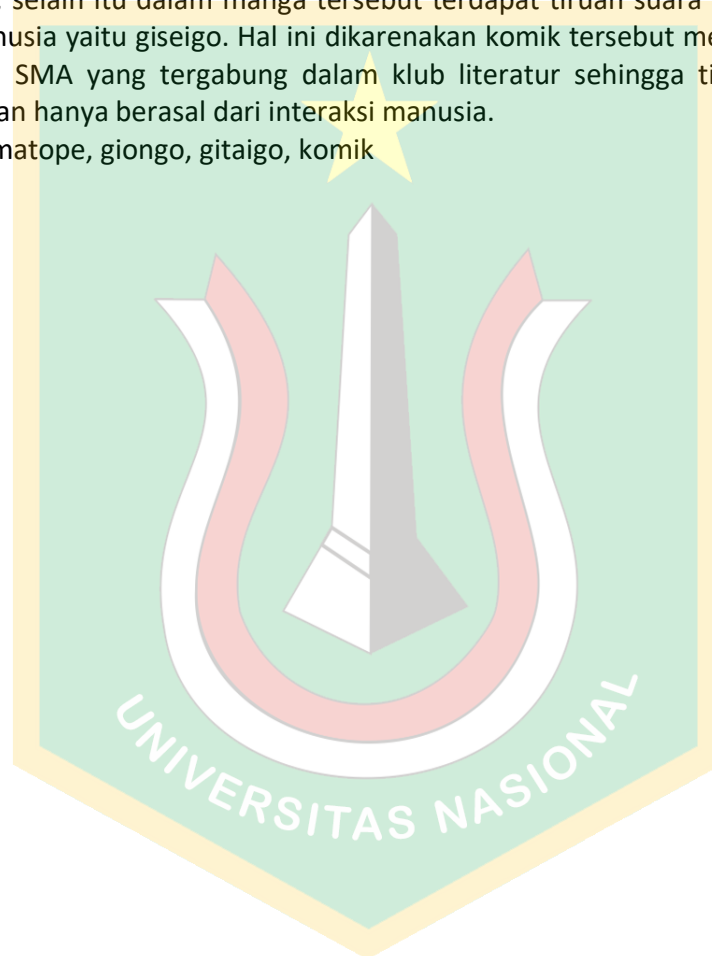 selain itu dalam manga tersebut terdapat tiruan suara
nusia yaitu giseigo. Hal ini dikarenakan komik tersebut me
SMA yang tergabung dalam klub literatur sehingga ti
an hanya berasal dari interaksi manusia.
matope, giongo, gitaigo, komik
UNIVERSITAS NASIONAL